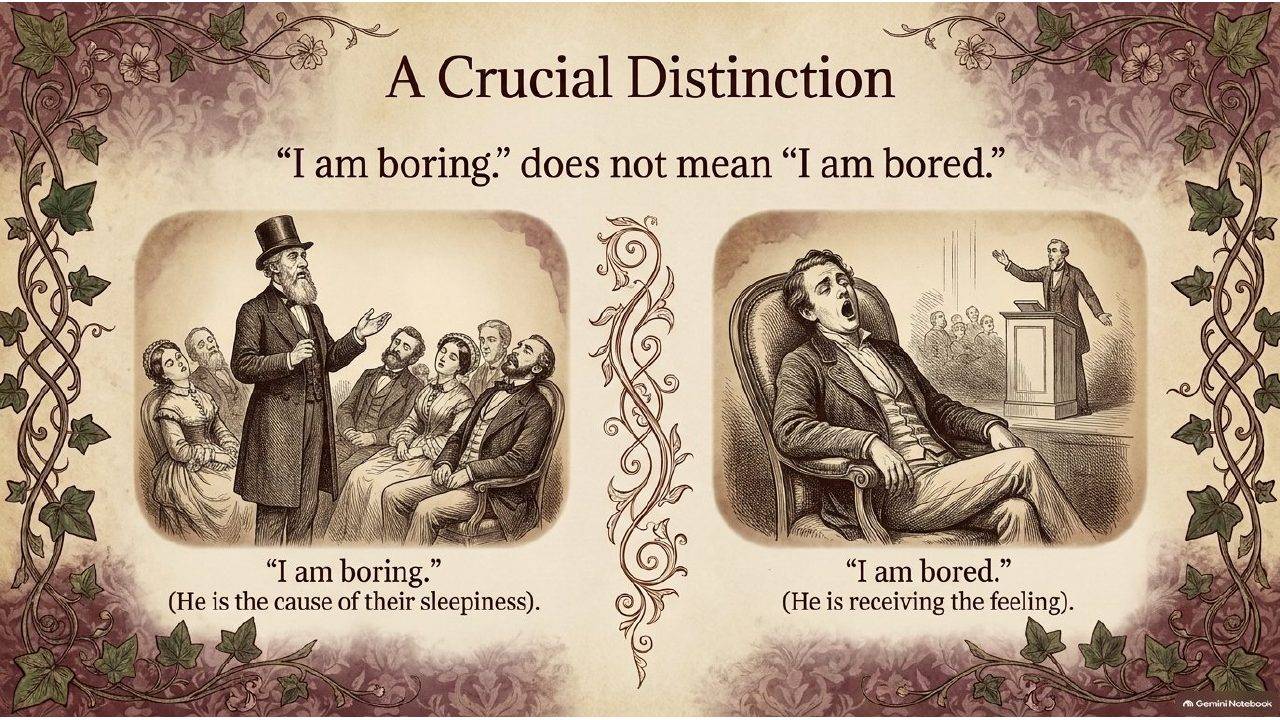 A Crucial Distinction
“I am boring.” does not mean “I am bored.”
“I am boring.”
(He is the cause of their sleepiness).
“I am bored.”
(He is receiving the feeling).
Gemini Notebook